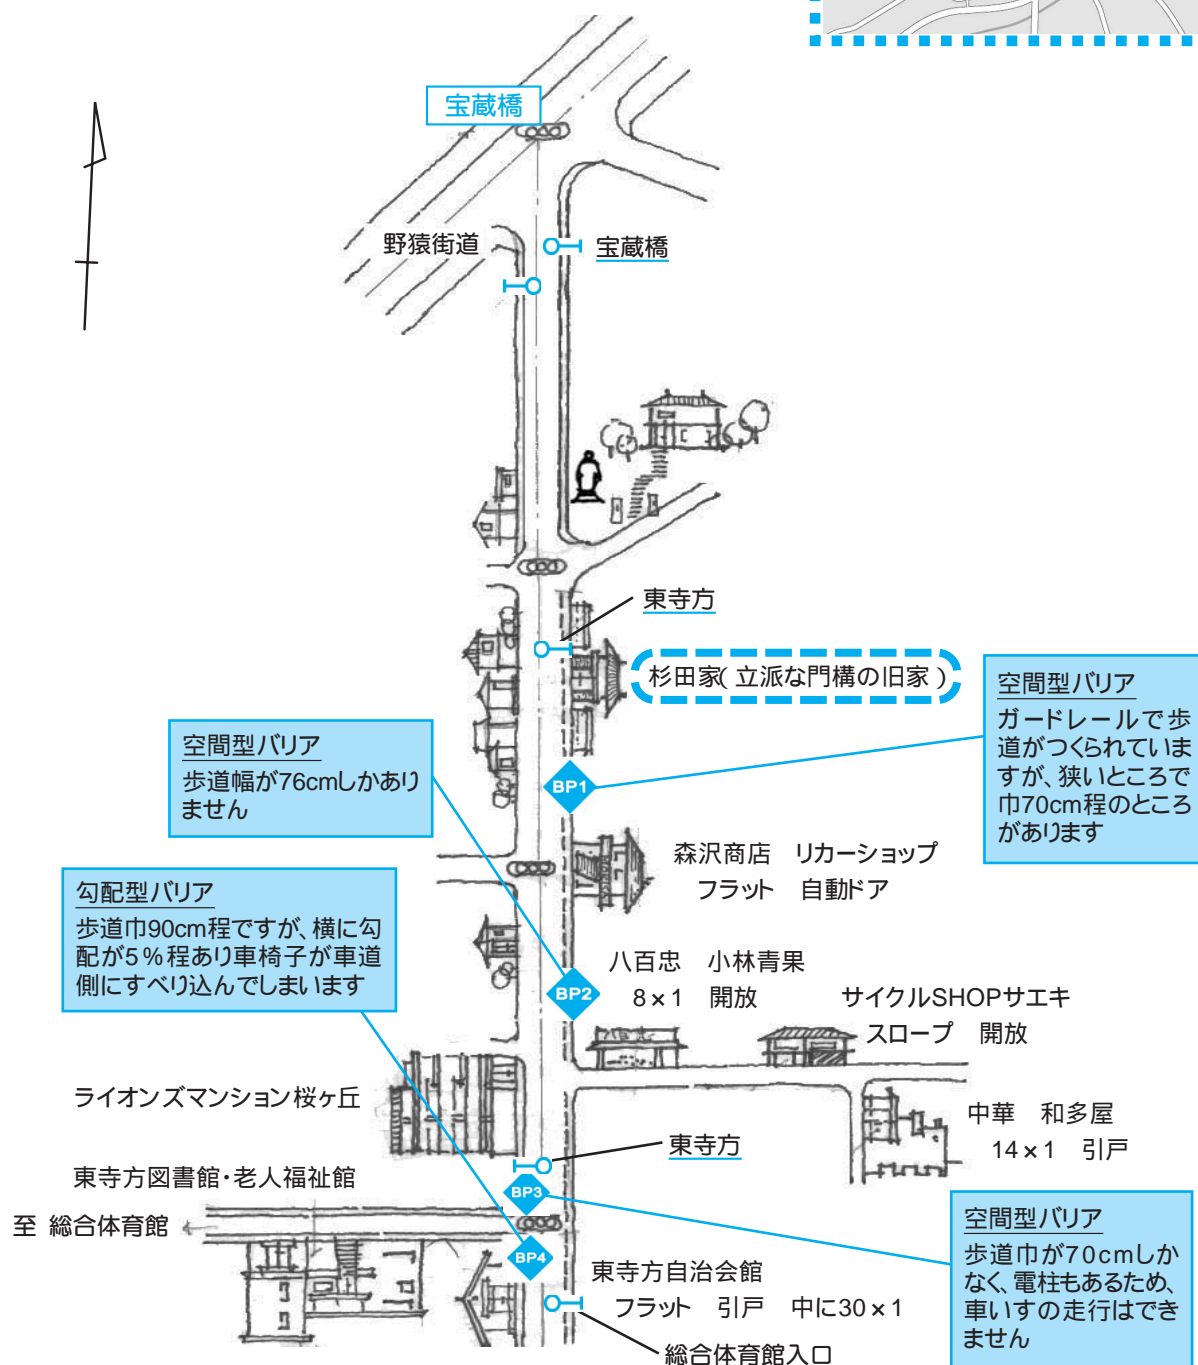 宝蔵橋
野猿街道
宝蔵橋
東寺方
杉田家(立派な門構の旧家)
空間型バリア
ガードレールで歩
道がつくられていま
すが、狭いところで
巾70cm程のところ
があります
空間型バリア
歩道幅が76cmしかあり
ません
BP1
森沢商店　リカーショップ
フラット　自動ドア
勾配型バリア
歩道巾90cm程ですが、横に勾
配が5％程あり車椅子が車道
側にすべり込んでしまいます
八百忠　小林青果
8×1　開放
BP2
サイクルSHOPサエキ
スロープ　開放
ライオンズマンション桜ヶ丘
中華　和多屋
14×1　引戸
東寺方
東寺方図書館・老人福祉館
BP3
至 総合体育館
BP4
空間型バリア
歩道巾が70cmしか
なく、電柱もあるため、
車いすの走行はでき
ません
東寺方自治会館
フラット　引戸　中に30×1
総合体育館入口